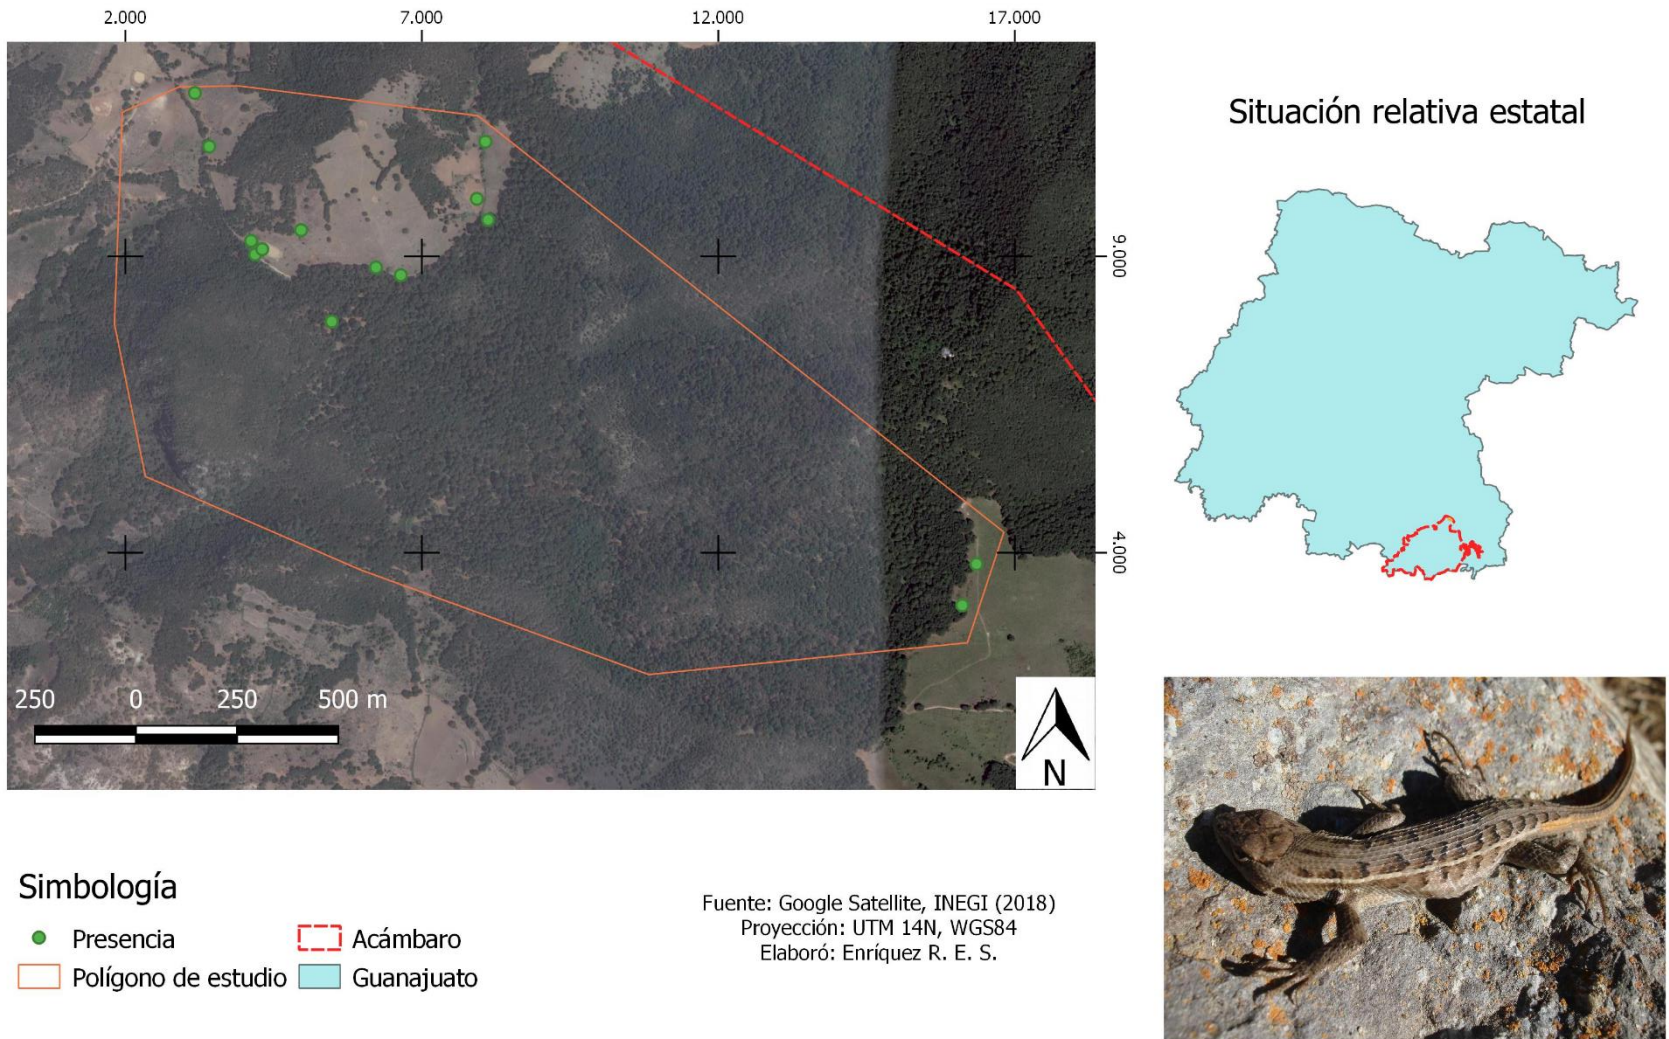 2.000 7.000 12.000 17.000
Situación relativa estatal
9.000
4.000
250 0 250 500 m
N
Simbología
Presencia
Acámbaro
Polígono de estudio
Guanajuato
Fuente: Google Satellite, INEGI (2018)
Proyección: UTM 14N, WGS84
Elaboró: Enríquez R. E. S.